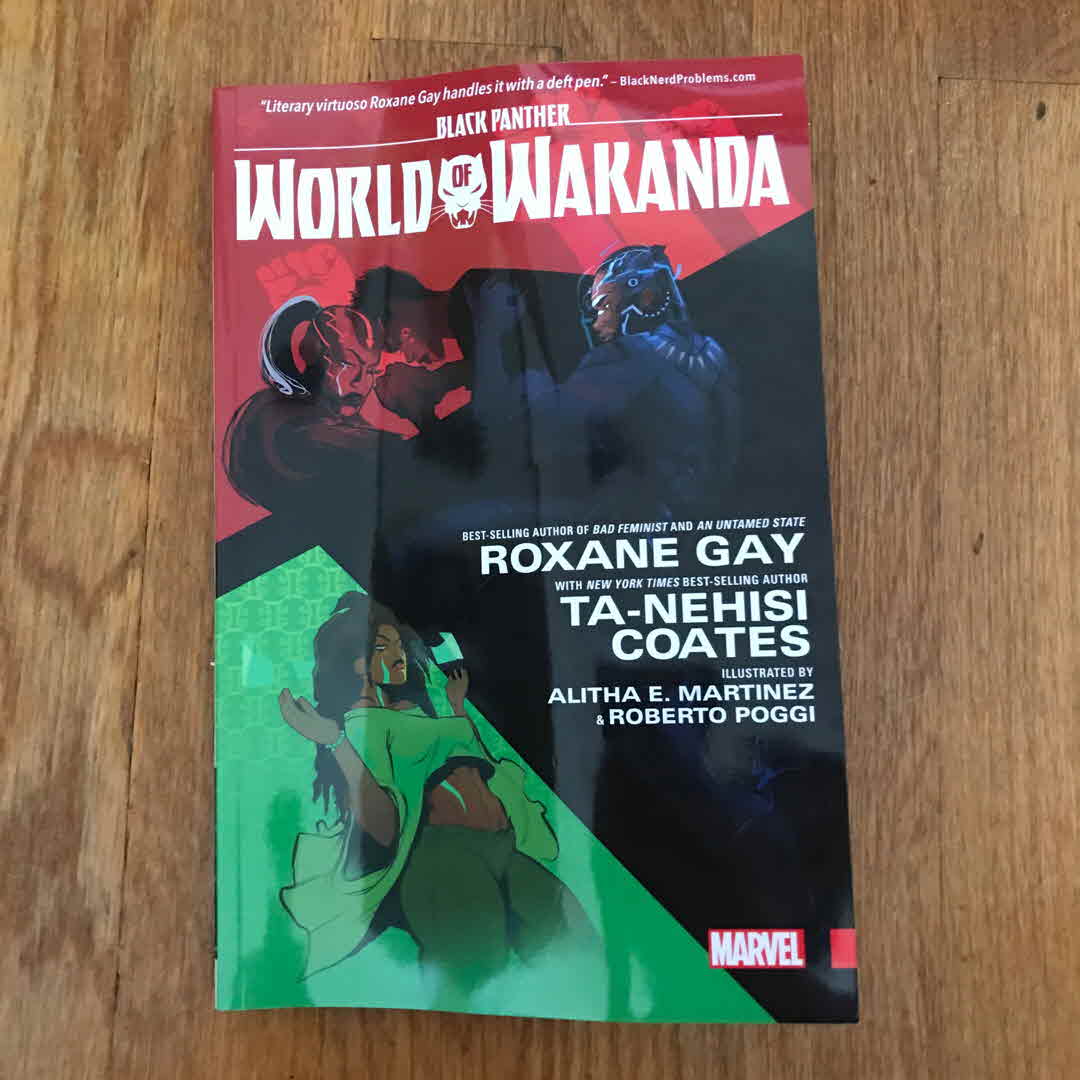 "Literary virtuoso Roxane Gay handles it with a deft pen." – BlackNerdProblems.com
BLACK PANTHER
WORLD OF WAKANDA
BEST-SELLING AUTHOR OF BAD FEMINIST AND AN UNTAMED STATE
ROXANE GAY
WITH NEW YORK TIMES BEST-SELLING AUTHOR
TA-NEHISI
COATES
ILLUSTRATED BY
ALITHA E. MARTINEZ
& ROBERTO POGGI
MARVEL